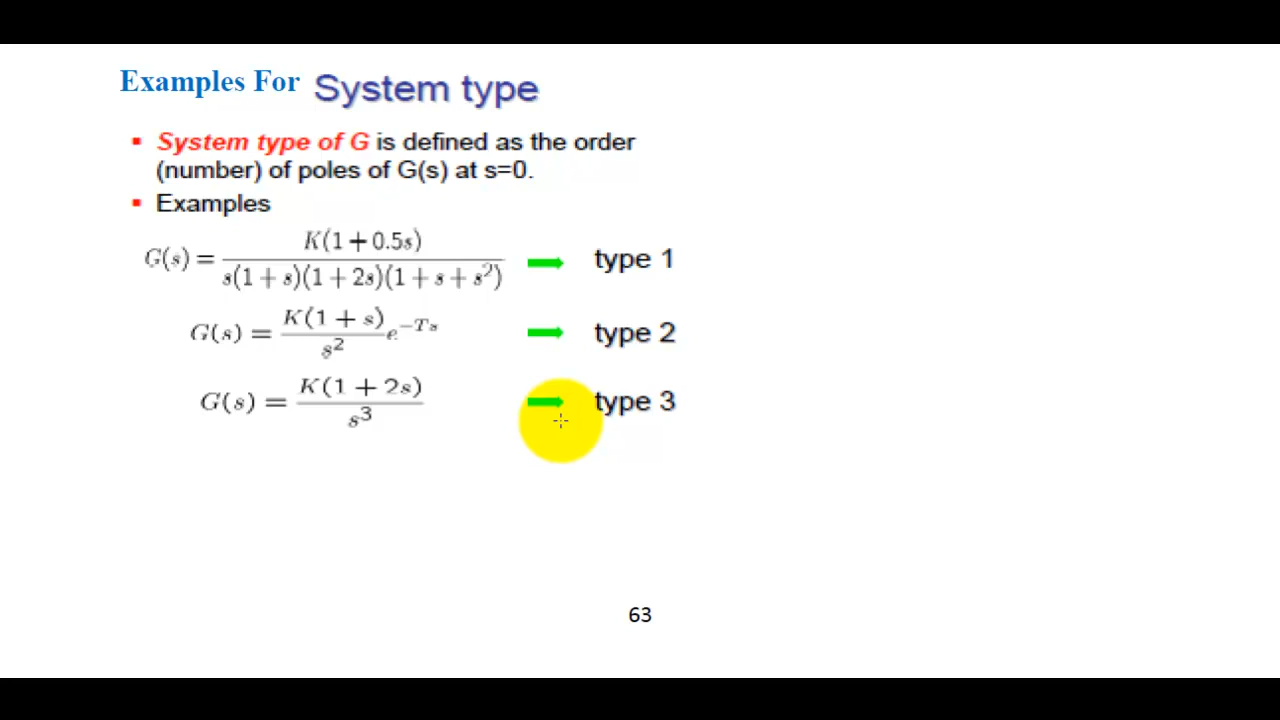 Examples For System type
▪ System type of G is defined as the order
(number) of poles of G(s) at s=0.
▪ Examples
G(s) = K(1 + 0.5s) / s(1 + s)(1 + 2s)(1 + s + s²) type 1
G(s) = K(1 + s) / s² e^−Ts type 2
G(s) = K(1 + 2s) / s³ type 3
63